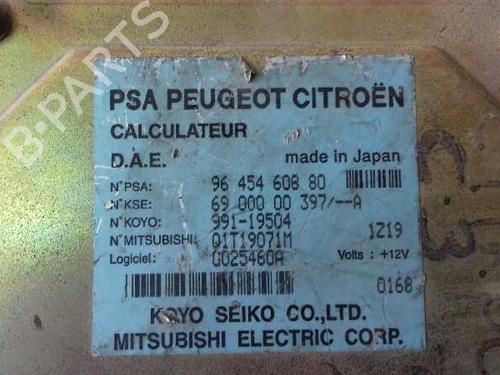 PSA PEUGEOT CITROËN
CALCULATEUR
D.A.E. made in Japan
N°PSA: 96 454 608 80
N°KSE: 69 000 00 397/--A
N°KOYO: 991-19504
N°MITSUBISHI: Q1T19071M 1Z19
Logiciel: G025460A Volts : +12V
0168
KOYO SEIKO CO.,LTD.
MITSUBISHI ELECTRIC CORP.
B-PARTS